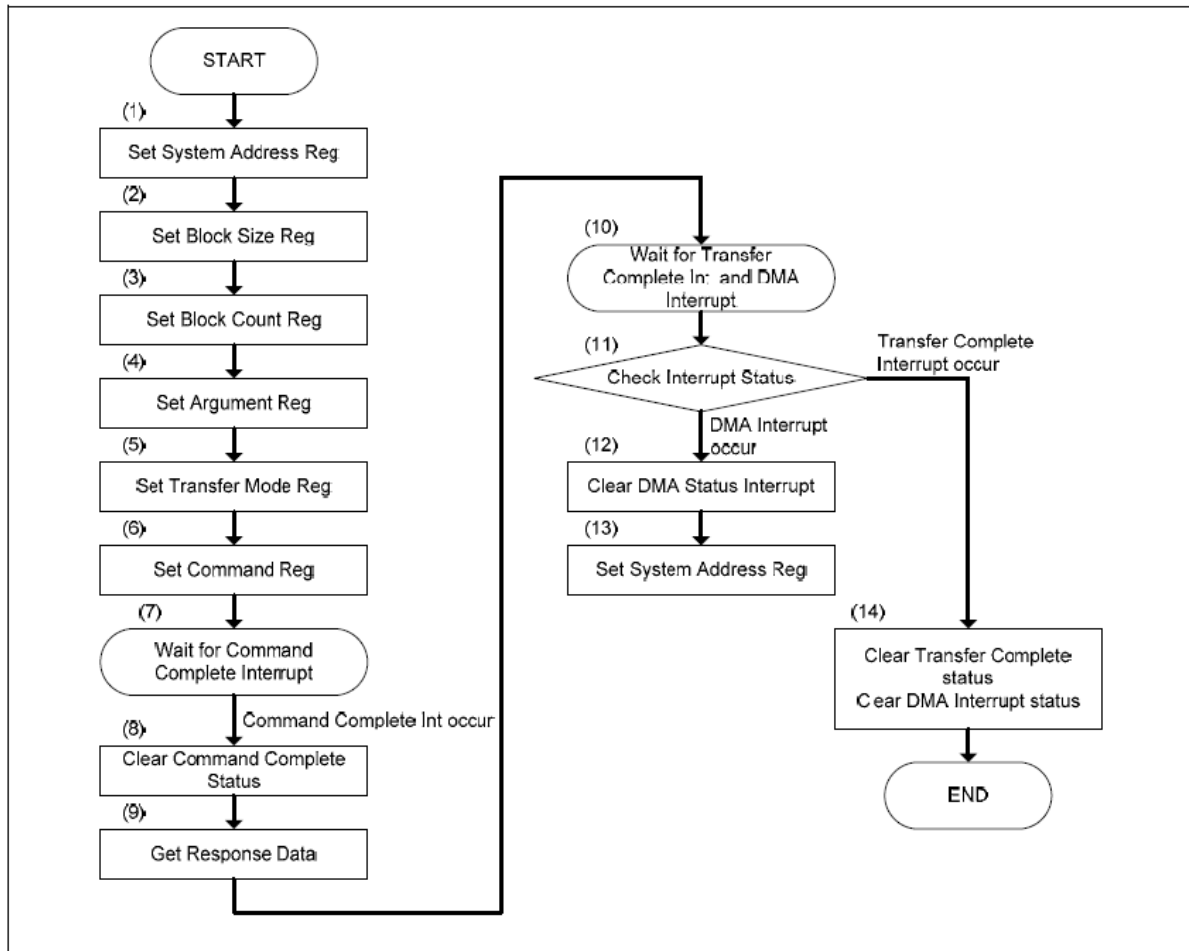 START
(1)
Set System Address Reg
(2)
Set Block Size Reg
(3)
Set Block Count Reg
(4)
Set Argument Reg
(5)
Set Transfer Mode Reg
(6)
Set Command Reg
(7)
Wait for Command
Complete Interrupt
Command Complete Int occur
(8)
Clear Command Complete
Status
(9)
Get Response Data
(10)
Wait for Transfer
Complete Int and DMA
Interrupt
(11)
Check Interrupt Status
Transfer Complete
Interrupt occur
DMA Interrupt
occur
(12)
Clear DMA Status Interrupt
(13)
Set System Address Reg
(14)
Clear Transfer Complete
status
Clear DMA Interrupt status
END